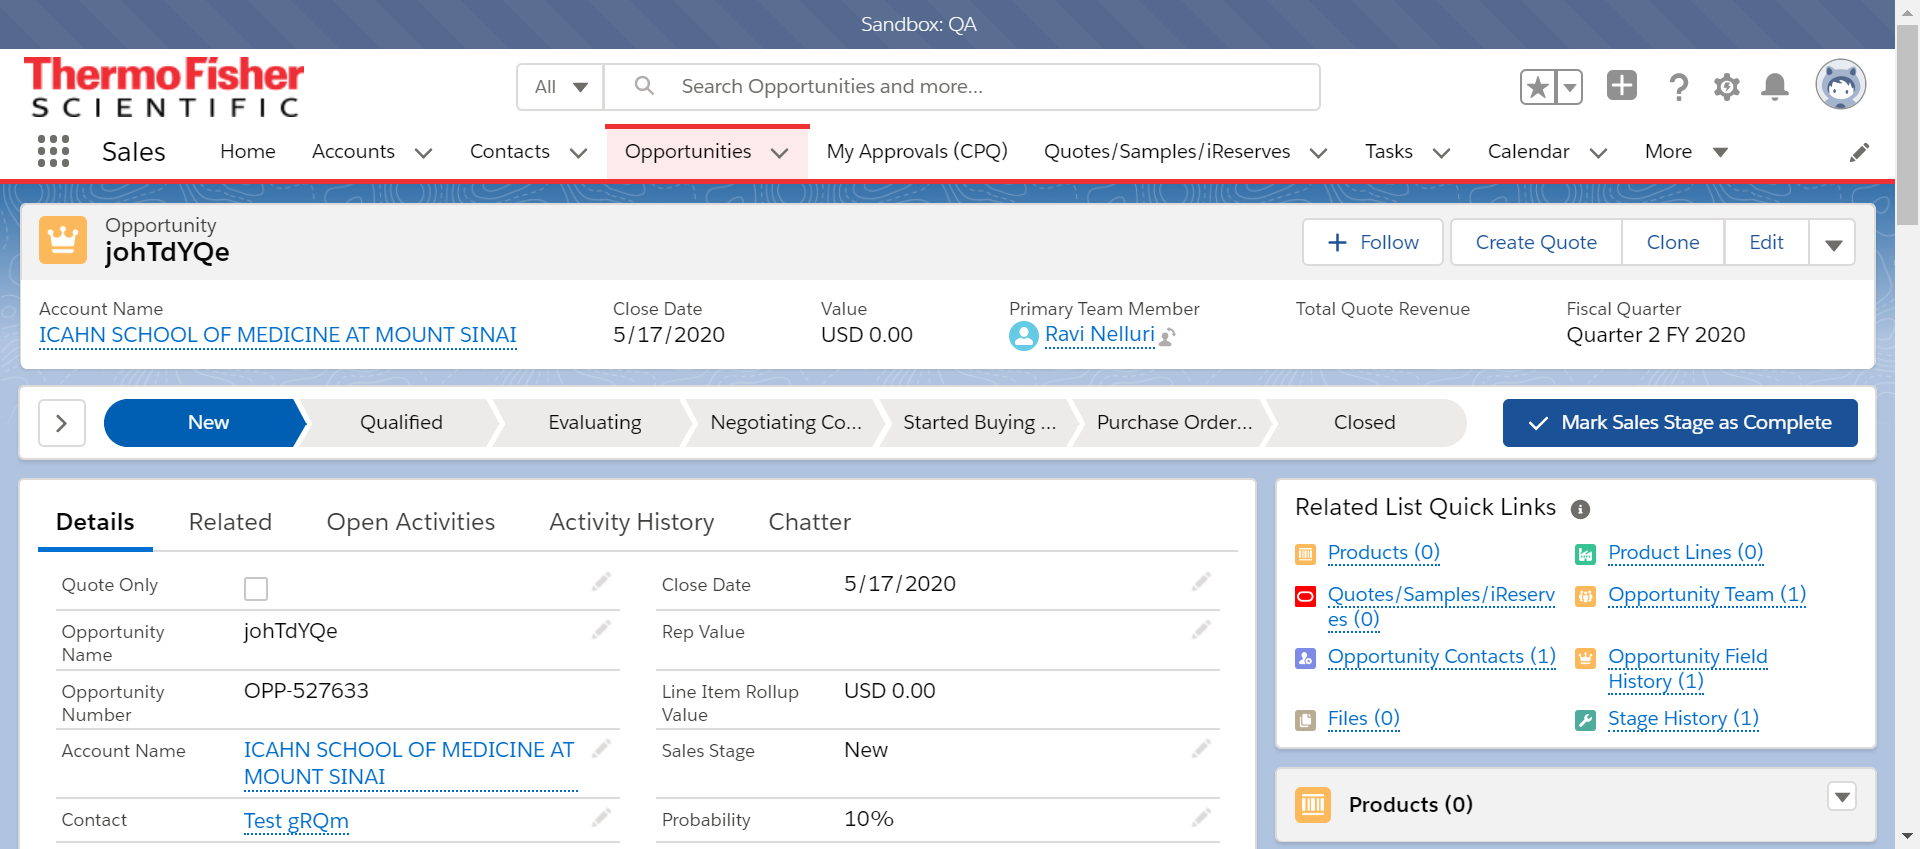 Sandbox: QA
ThermoFisher
SCIENTIFIC
All
Search Opportunities and more...
Sales
Home
Accounts
Contacts
Opportunities
My Approvals (CPQ)
Quotes/Samples/iReserves
Tasks
Calendar
More
Opportunity
johTdYQe
Follow
Create Quote
Clone
Edit
Account Name
ICAHN SCHOOL OF MEDICINE AT MOUNT SINAI
Close Date
5/17/2020
Value
USD 0.00
Primary Team Member
Ravi Nelluri
Total Quote Revenue
Fiscal Quarter
Quarter 2 FY 2020
New
Qualified
Evaluating
Negotiating Co...
Started Buying ...
Purchase Order...
Closed
Mark Sales Stage as Complete
Details
Related
Open Activities
Activity History
Chatter
Quote Only
Close Date
5/17/2020
Opportunity
Name
johTdYQe
Rep Value
Opportunity
Number
OPP-527633
Line Item Rollup
Value
USD 0.00
Account Name
ICAHN SCHOOL OF MEDICINE AT
MOUNT SINAI
Sales Stage
New
Contact
Test gRQm
Probability
10%
Related List Quick Links
Products (0)
Product Lines (0)
Quotes/Samples/iReserv
es (0)
Opportunity Team (1)
Opportunity Contacts (1)
Opportunity Field
History (1)
Files (0)
Stage History (1)
Products (0)